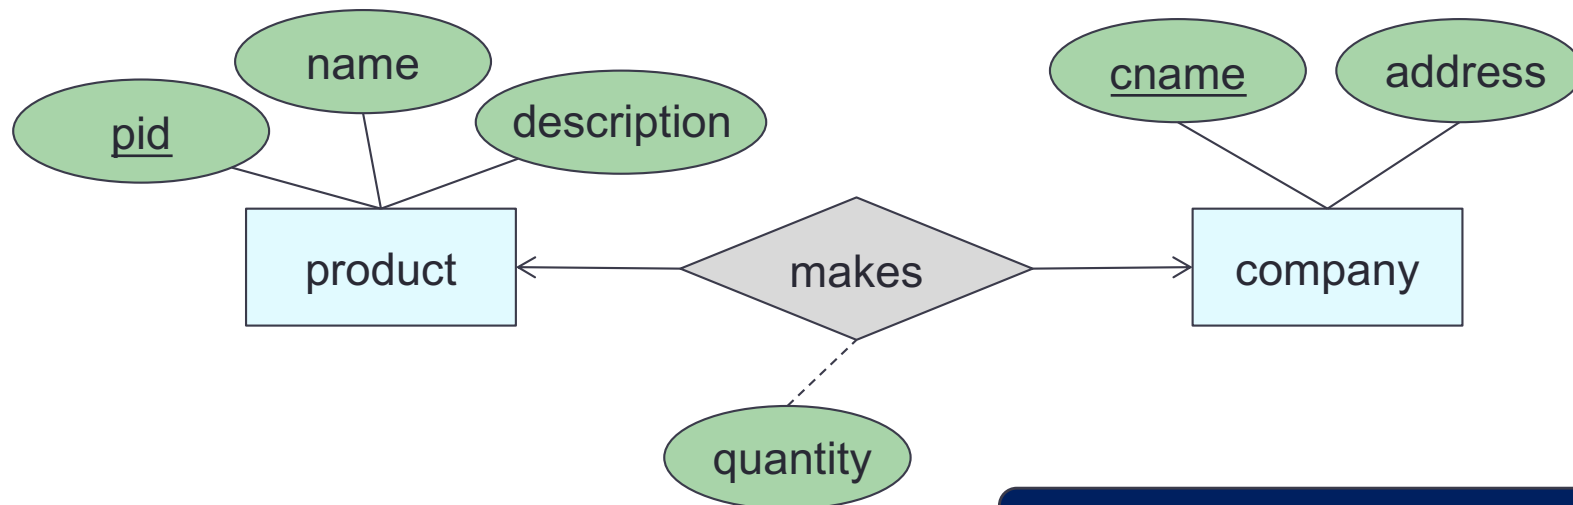 name
pid
description
cname
address
product
makes
company
quantity